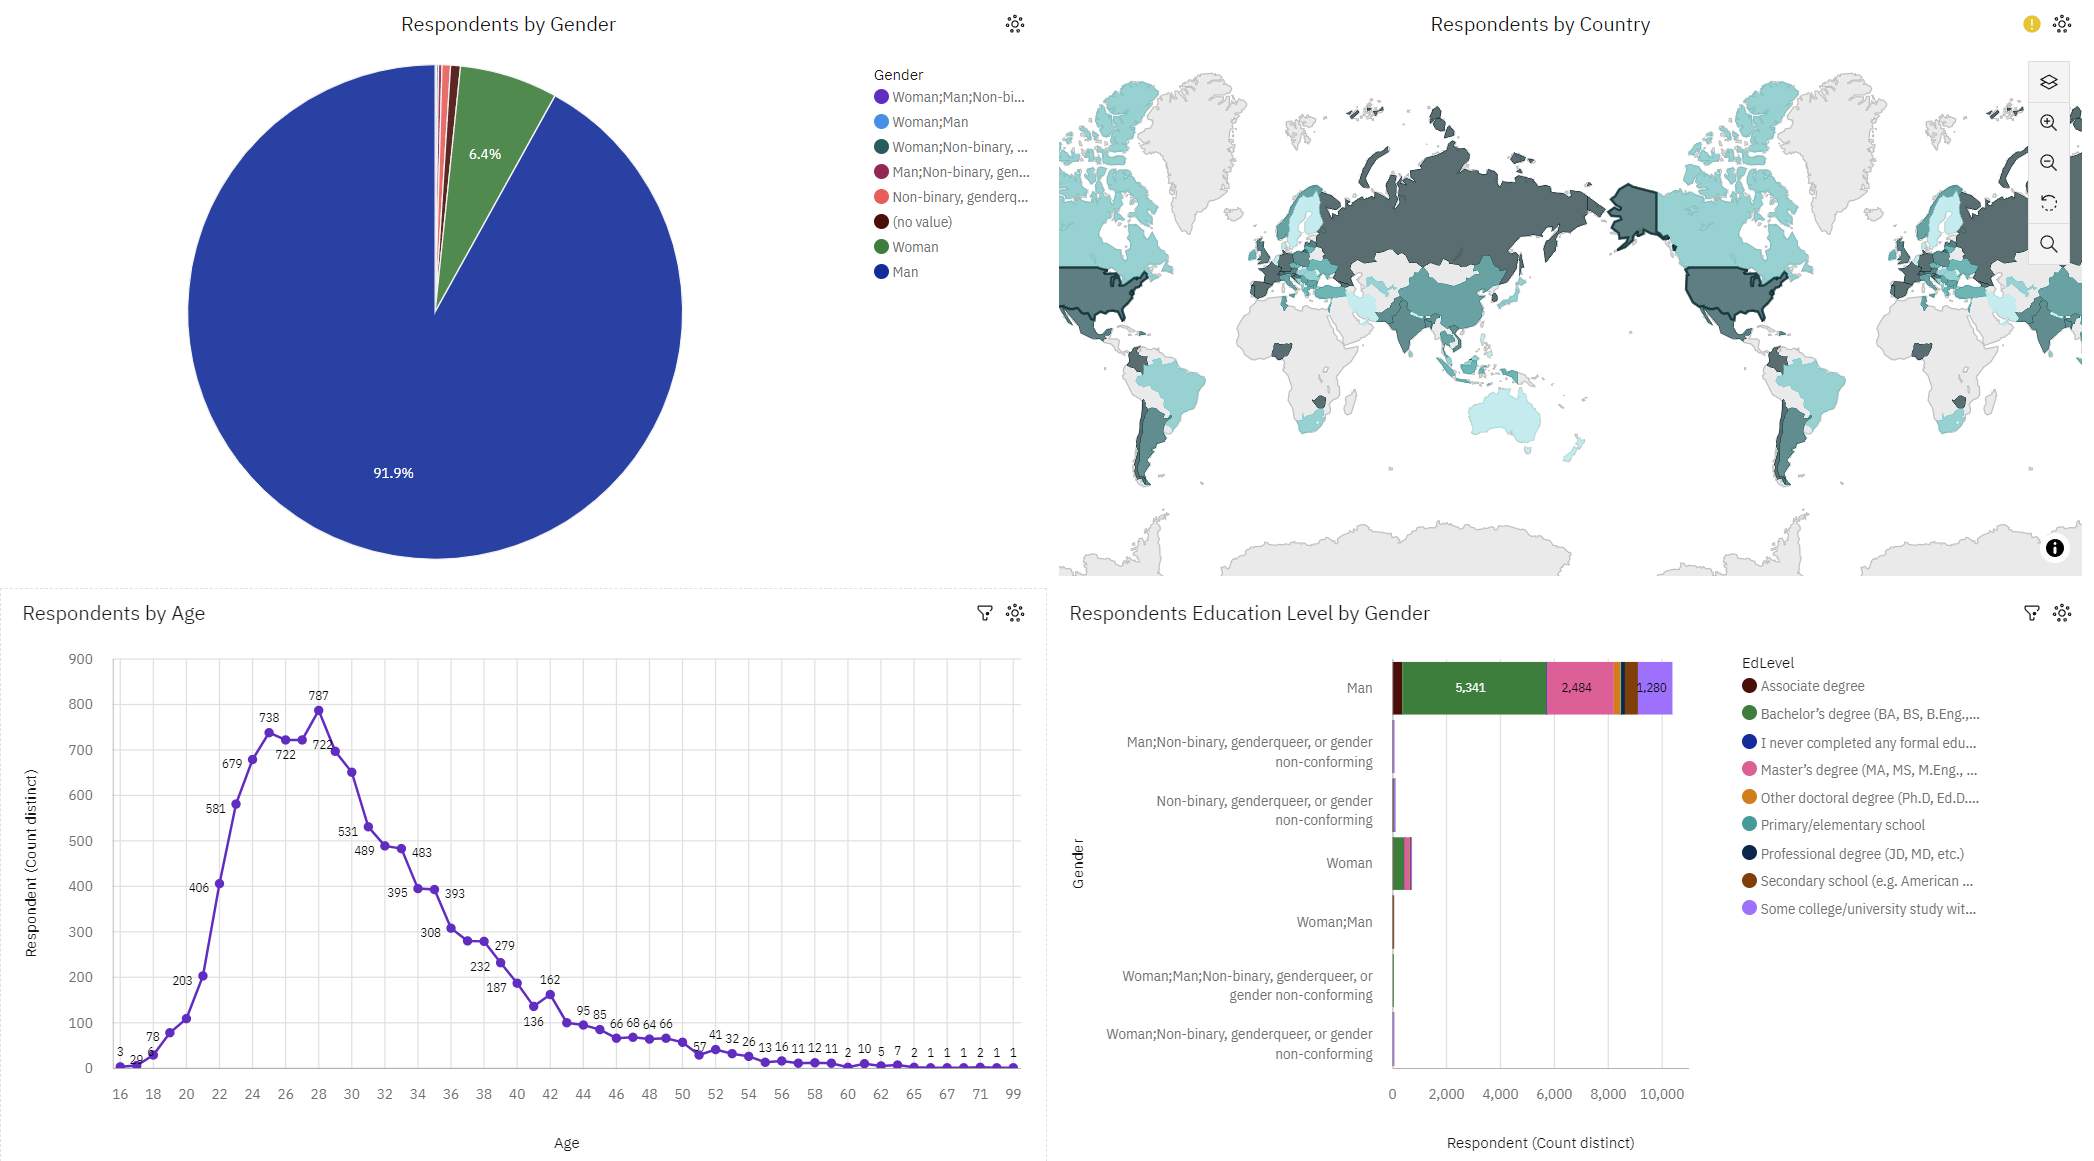 Respondents by Gender
91.9%
6.4%
Gender
Woman;Man;Non-bi...
Woman;Man
Woman;Non-binary, ...
Man;Non-binary, gen...
Non-binary, genderq...
(no value)
Woman
Man
Respondents by Country
Respondents by Age
Respondent (Count distinct)
900
800
700
600
500
400
300
200
100
0
3
6
29
78
203
406
581
679
738
722
722
787
531
489
483
395
393
308
279
232
187
136
162
95
85
66
68
64
66
57
41
32
26
13
16
11
12
11
2
10
5
7
2
1
1
1
2
1
1
16 18 20 22 24 26 28 30 32 34 36 38 40 42 44 46 48 50 52 54 56 58 60 62 65 67 71 99
Age
Respondents Education Level by Gender
Gender
Man
Man;Non-binary, genderqueer, or gender
non-conforming
Non-binary, genderqueer, or gender
non-conforming
Woman
Woman;Man
Woman;Man;Non-binary, genderqueer, or
gender non-conforming
Woman;Non-binary, genderqueer, or gender
non-conforming
5,341
2,484
1,280
0 2,000 4,000 6,000 8,000 10,000
Respondent (Count distinct)
EdLevel
Associate degree
Bachelor's degree (BA, BS, B.Eng.,...
I never completed any formal edu...
Master's degree (MA, MS, M.Eng., ...
Other doctoral degree (Ph.D, Ed.D....
Primary/elementary school
Professional degree (JD, MD, etc.)
Secondary school (e.g. American ...
Some college/university study wit...